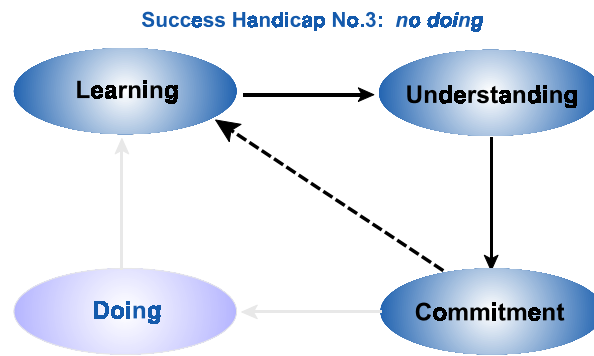 Success Handicap No.3: no doing
Learning
Understanding
Doing
Commitment